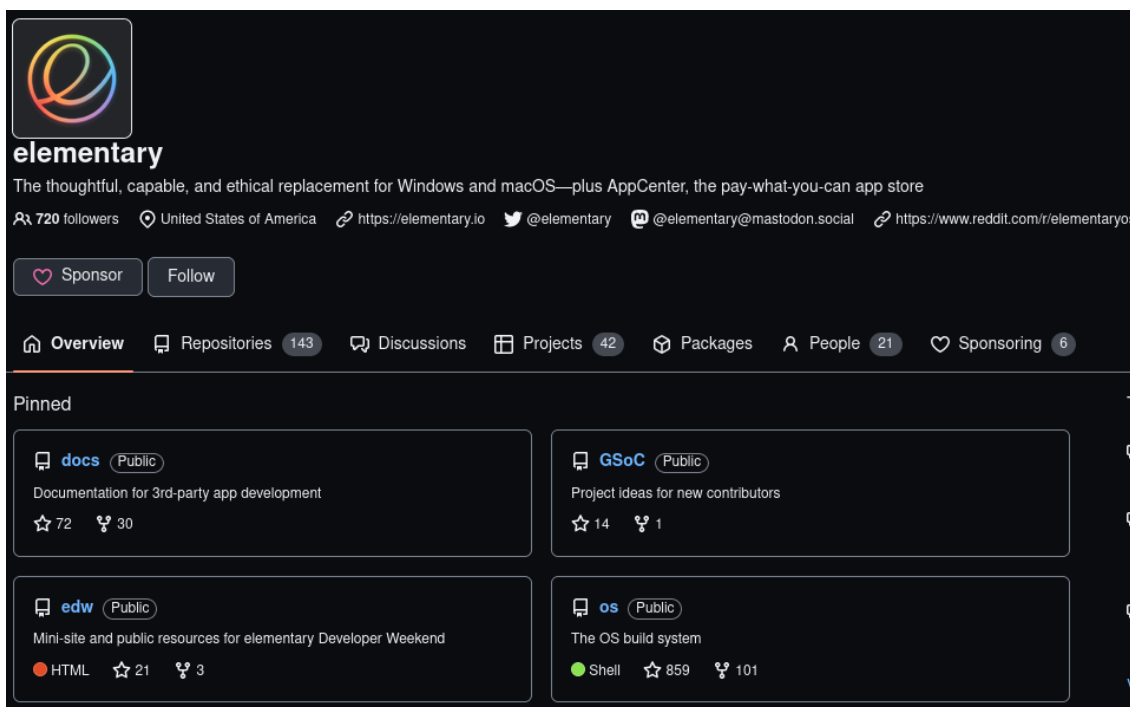 elementary
The thoughtful, capable, and ethical replacement for Windows and macOS—plus AppCenter, the pay-what-you-can app store
720 followers United States of America https://elementary.io @elementary @elementary@mastodon.social https://www.reddit.com/r/elementaryos
Sponsor Follow
Overview Repositories 143 Discussions Projects 42 Packages People 21 Sponsoring 6
Pinned
docs Public
Documentation for 3rd-party app development
72 30
GSoC Public
Project ideas for new contributors
14 1
edw Public
Mini-site and public resources for elementary Developer Weekend
HTML 21 3
os Public
The OS build system
Shell 859 101